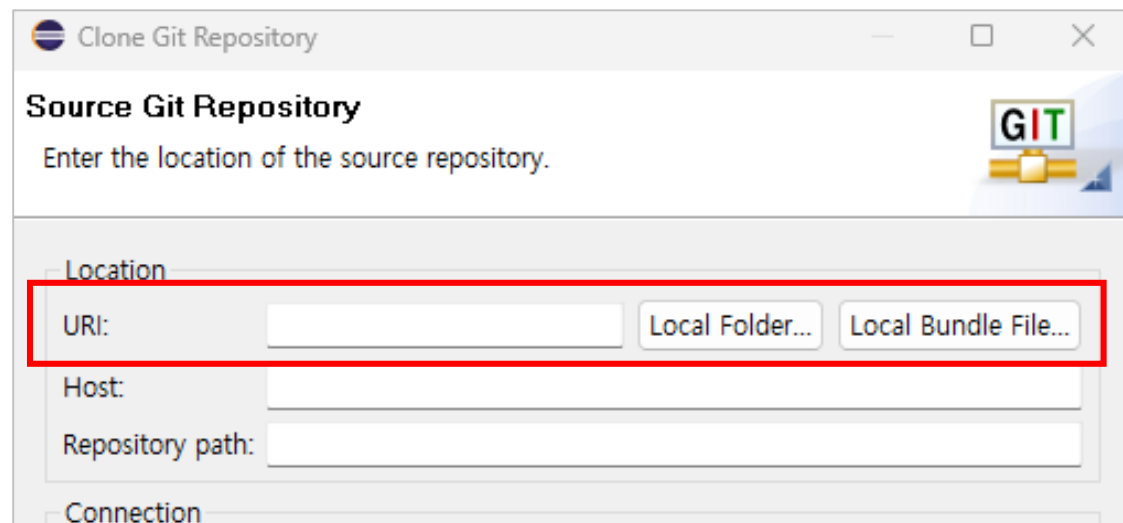 Clone Git Repository
Source Git Repository
GIT
Enter the location of the source repository.
Location
URI: Local Folder... Local Bundle File...
Host:
Repository path:
Connection